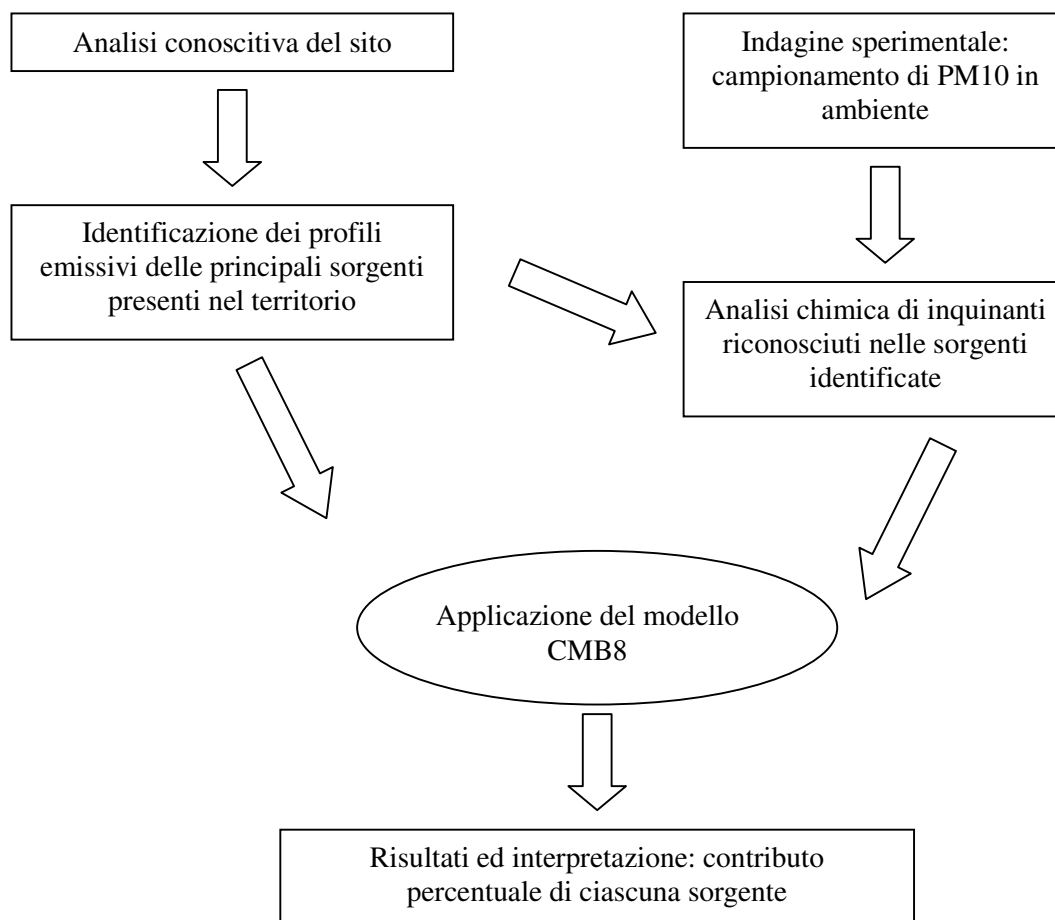 Analisi conoscitiva del sito
Indagine sperimentale:
campionamento di PM10 in
ambiente
Identificazione dei profili
emissivi delle principali sorgenti
presenti nel territorio
Analisi chimica di inquinanti
riconosciuti nelle sorgenti
identificate
Applicazione del modello
CMB8
Risultati ed interpretazione: contributo
percentuale di ciascuna sorgente